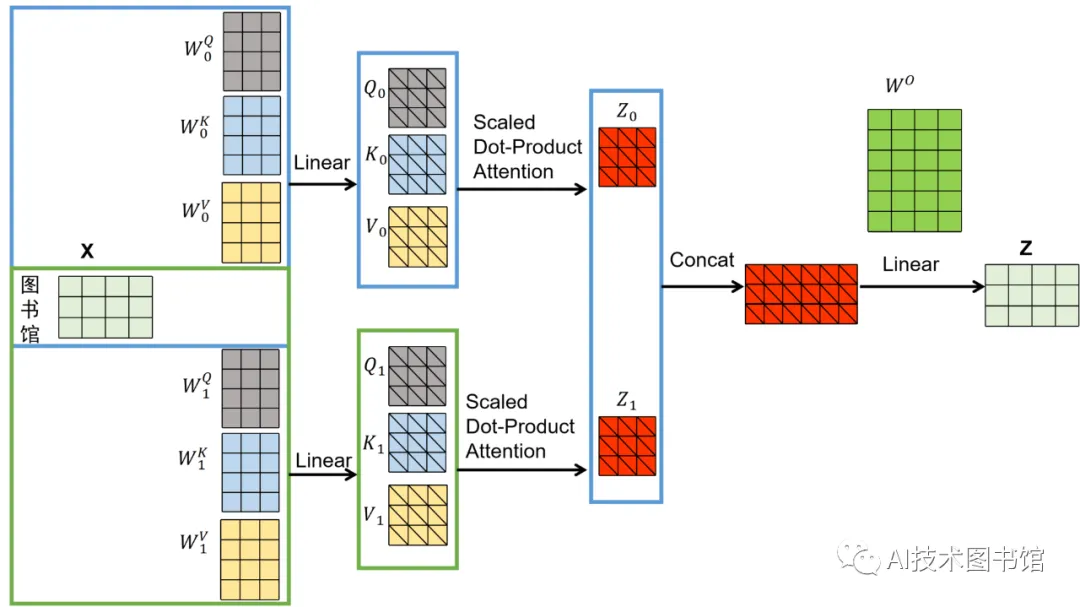 W_0^Q
W_0^K
W_0^V
X
图
书
馆
W_1^Q
W_1^K
W_1^V
Linear
Linear
Q_0
K_0
V_0
Q_1
K_1
V_1
Scaled
Dot-Product
Attention
Scaled
Dot-Product
Attention
Z_0
Z_1
Concat
W^O
Linear
Z
AI技术图书馆